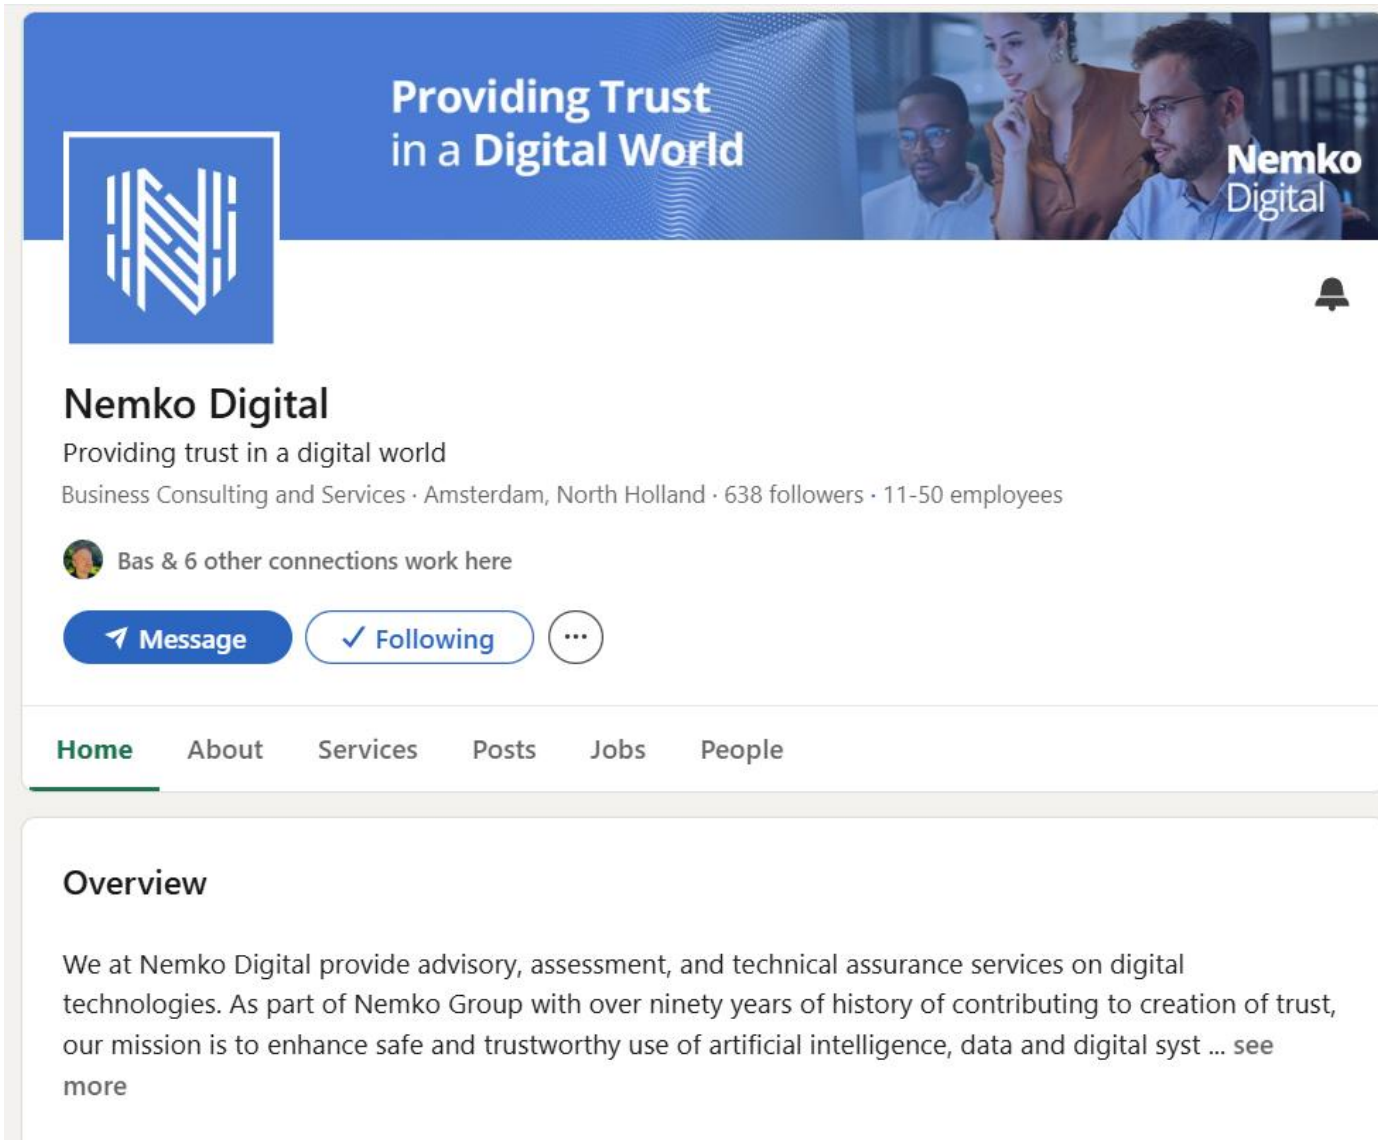 Providing Trust
in a Digital World
Nemko
Digital
Nemko Digital
Providing trust in a digital world
Business Consulting and Services · Amsterdam, North Holland · 638 followers · 11-50 employees
Bas & 6 other connections work here
Message
Following
Home About Services Posts Jobs People
Overview
We at Nemko Digital provide advisory, assessment, and technical assurance services on digital
technologies. As part of Nemko Group with over ninety years of history of contributing to creation of trust,
our mission is to enhance safe and trustworthy use of artificial intelligence, data and digital syst ... see
more